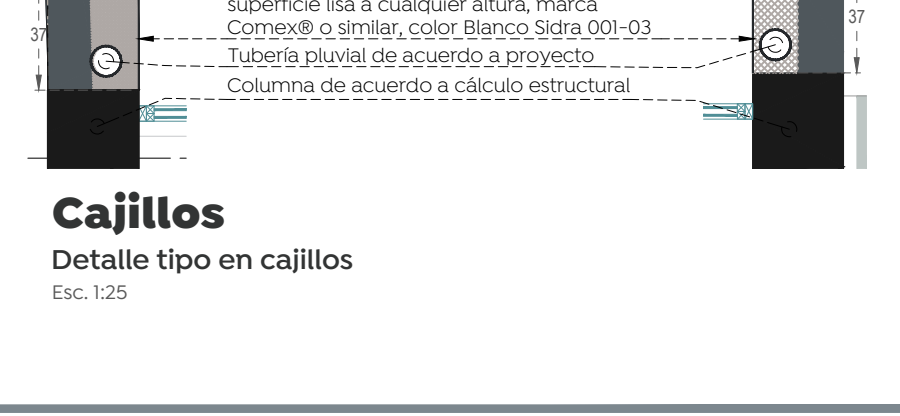 superficie lisa a cualquier altura, marca
37
Comex® o similar, color Blanco Sidra 001-03
37
Tubería pluvial de acuerdo a proyecto
Columna de acuerdo a cálculo estructural
Cajillos
Detalle tipo en cajillos
Esc. 1:25